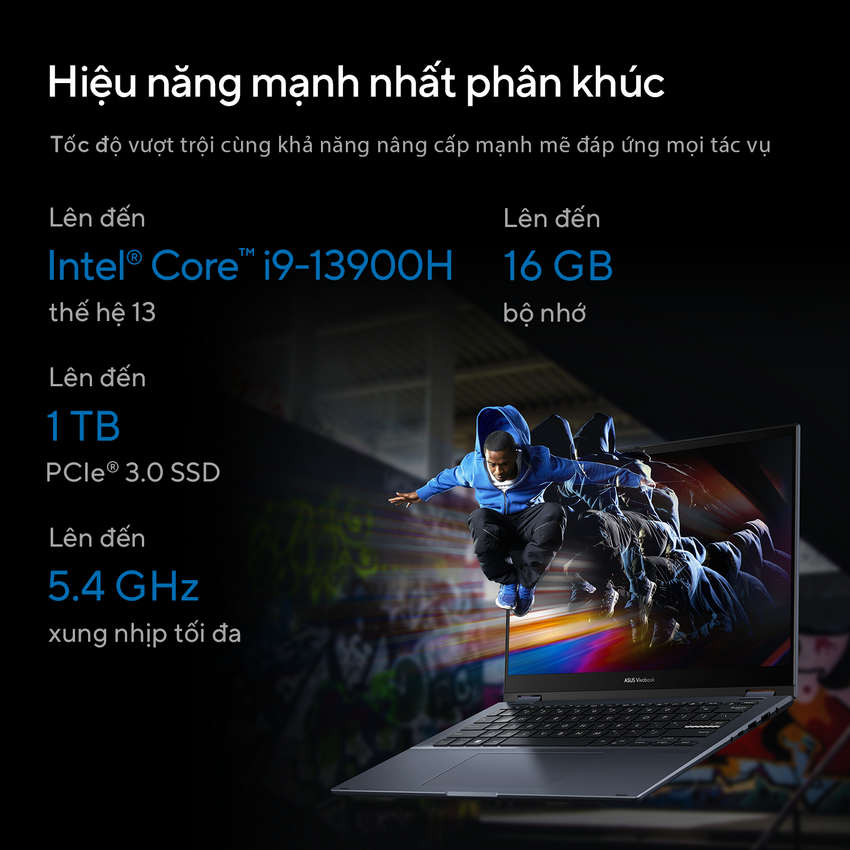 Hiệu năng mạnh nhất phân khúc
Tốc độ vượt trội cùng khả năng nâng cấp mạnh mẽ đáp ứng mọi tác vụ
Lên đến
Intel® Core™ i9-13900H
thế hệ 13
Lên đến
16 GB
bộ nhớ
Lên đến
1 TB
PCIe® 3.0 SSD
Lên đến
5.4 GHz
xung nhịp tối đa
ASUS Vivobook